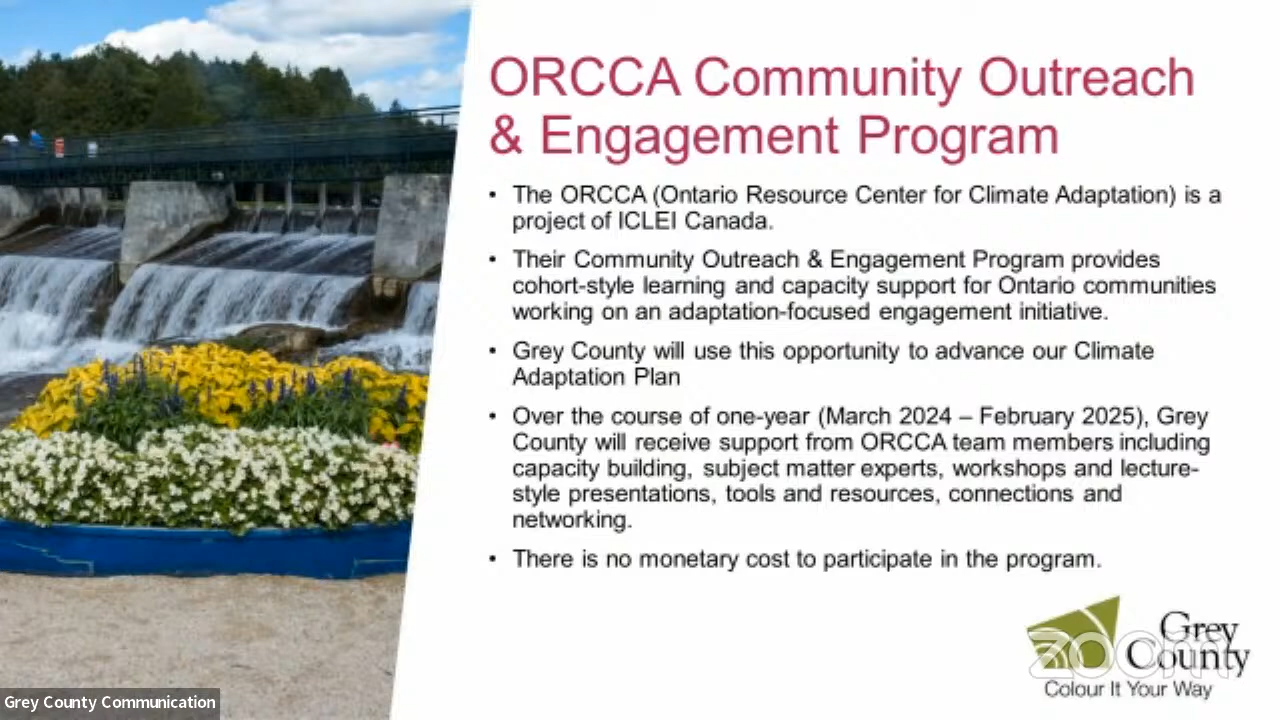 ORCCA Community Outreach
& Engagement Program
• The ORCCA (Ontario Resource Center for Climate Adaptation) is a
project of ICLEI Canada.
• Their Community Outreach & Engagement Program provides
cohort-style learning and capacity support for Ontario communities
working on an adaptation-focused engagement initiative.
• Grey County will use this opportunity to advance our Climate
Adaptation Plan
• Over the course of one-year (March 2024 – February 2025), Grey
County will receive support from ORCCA team members including
capacity building, subject matter experts, workshops and lecture-
style presentations, tools and resources, connections and
networking.
• There is no monetary cost to participate in the program.
Grey
County
zoom
Colour It Your Way
Grey County Communication